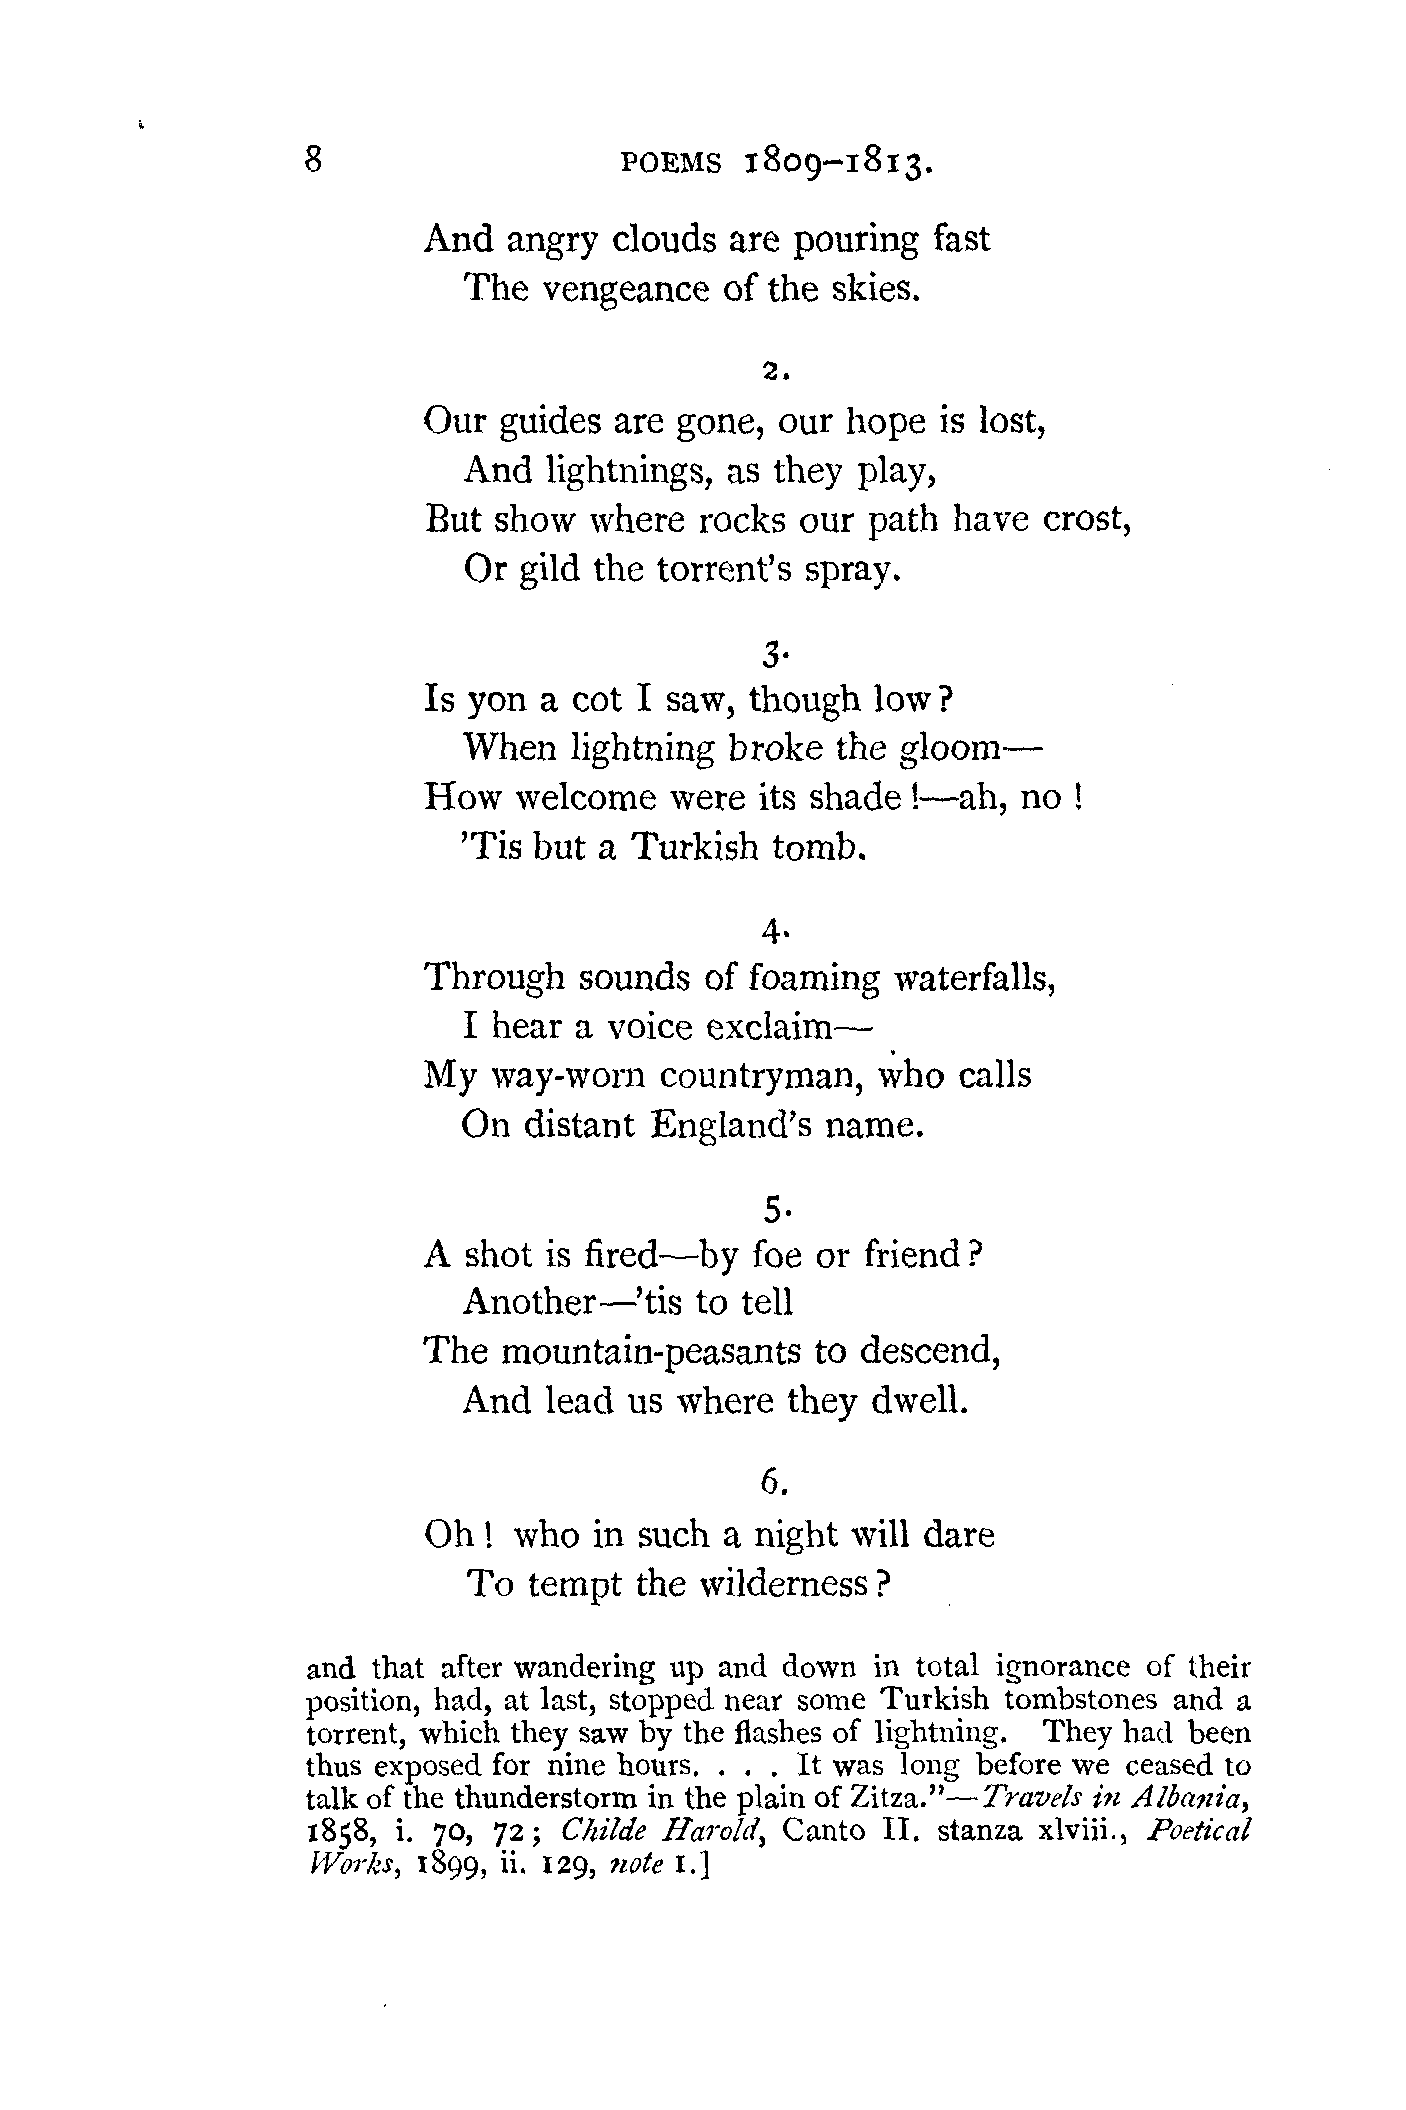 8 POEMS 1809–1813.
And angry clouds are pouring fast
The vengeance of the skies.
2.
Our guides are gone, our hope is lost,
And lightnings, as they play,
But show where rocks our path have crost,
Or gild the torrent's spray.
3.
Is yon a cot I saw, though low?
When lightning broke the gloom—
How welcome were its shade!—ah, no!
'Tis but a Turkish tomb.
4.
Through sounds of foaming waterfalls,
I hear a voice exclaim—
My way-worn countryman, who calls
On distant England's name.
5.
A shot is fired—by foe or friend?
Another—'tis to tell
The mountain-peasants to descend,
And lead us where they dwell.
6.
Oh! who in such a night will dare
To tempt the wilderness?
and that after wandering up and down in total ignorance of their
position, had, at last, stopped near some Turkish tombstones and a
torrent, which they saw by the flashes of lightning. They had been
thus exposed for nine hours. . . . It was long before we ceased to
talk of the thunderstorm in the plain of Zitza."—Travels in Albania,
1858, i. 70, 72; Childe Harold, Canto II. stanza xlviii., Poetical
Works, 1899, ii. 129, note 1.]